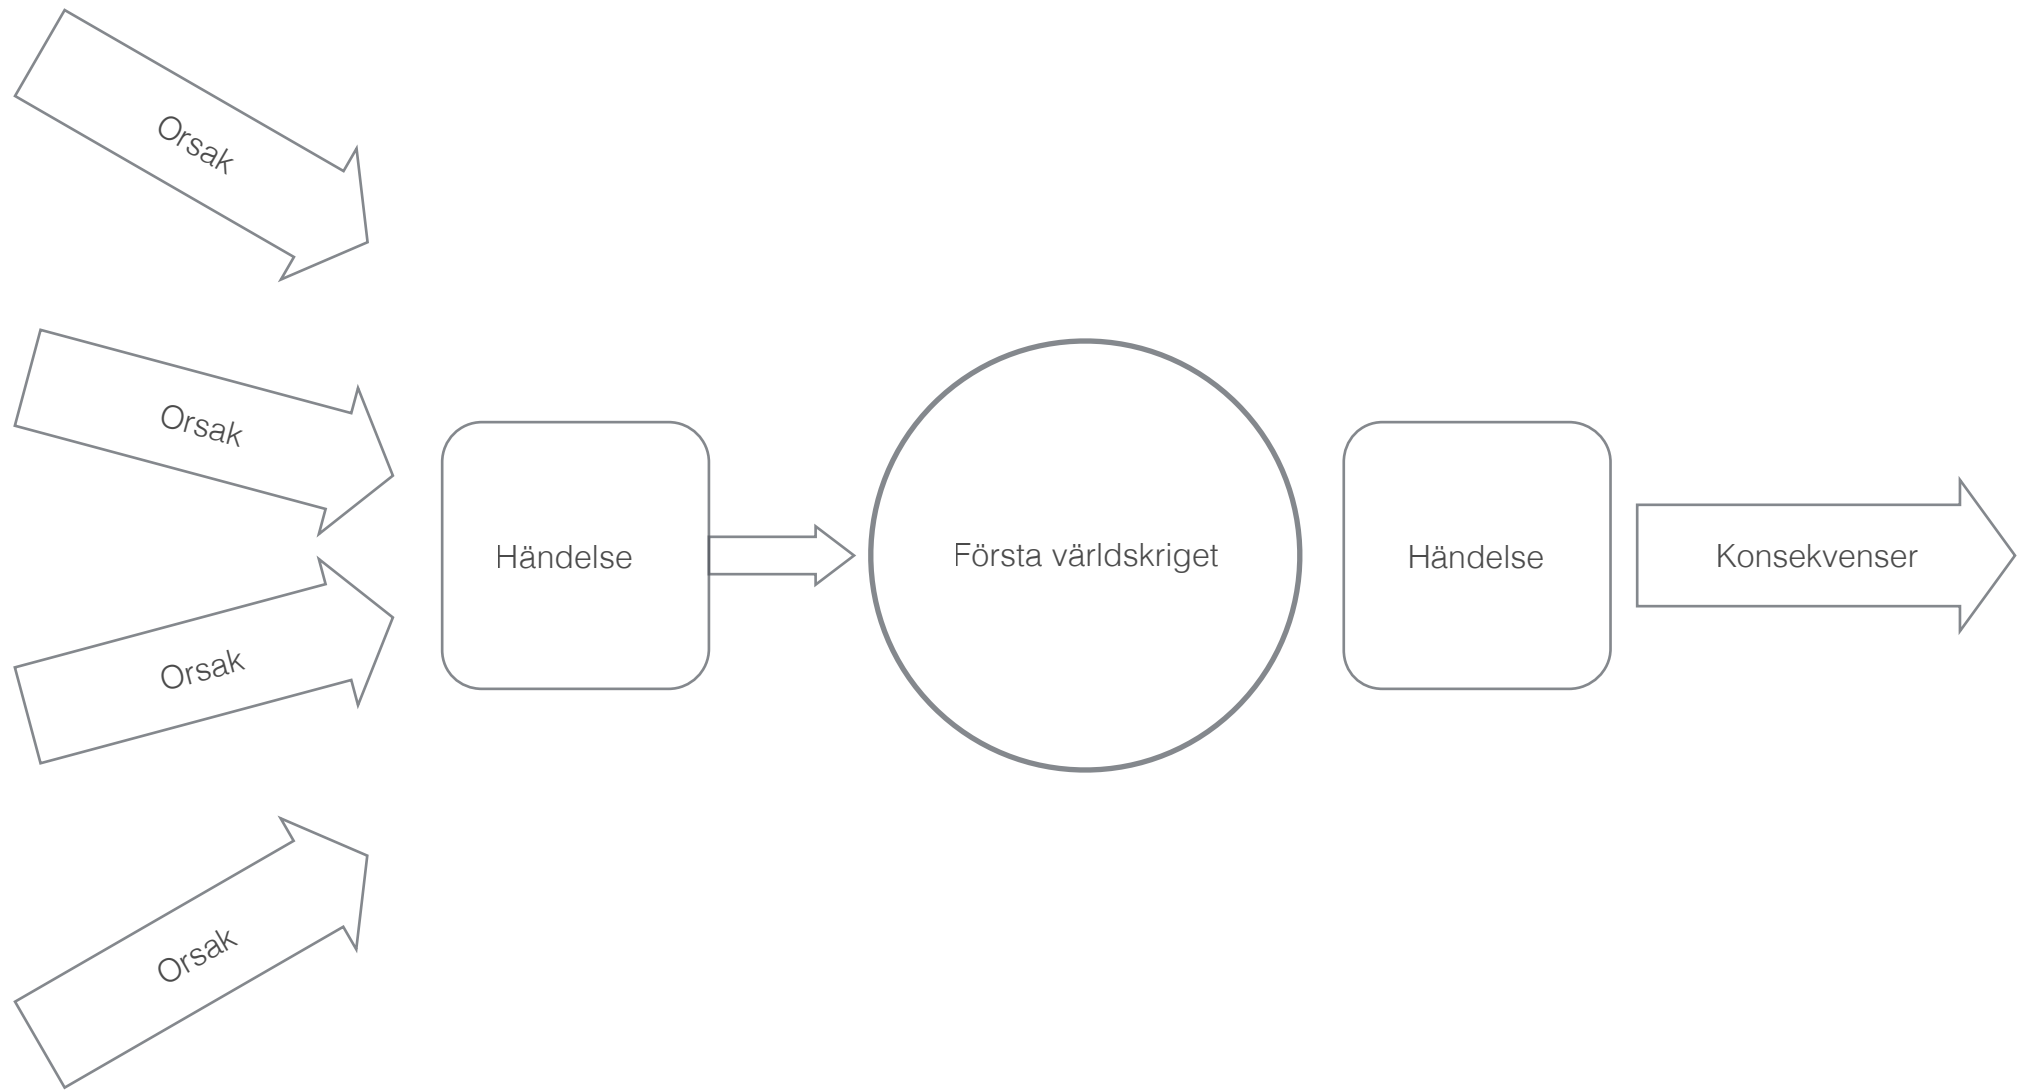 Orsak
Orsak
Orsak
Orsak
Händelse
Första världskriget
Händelse
Konsekvenser